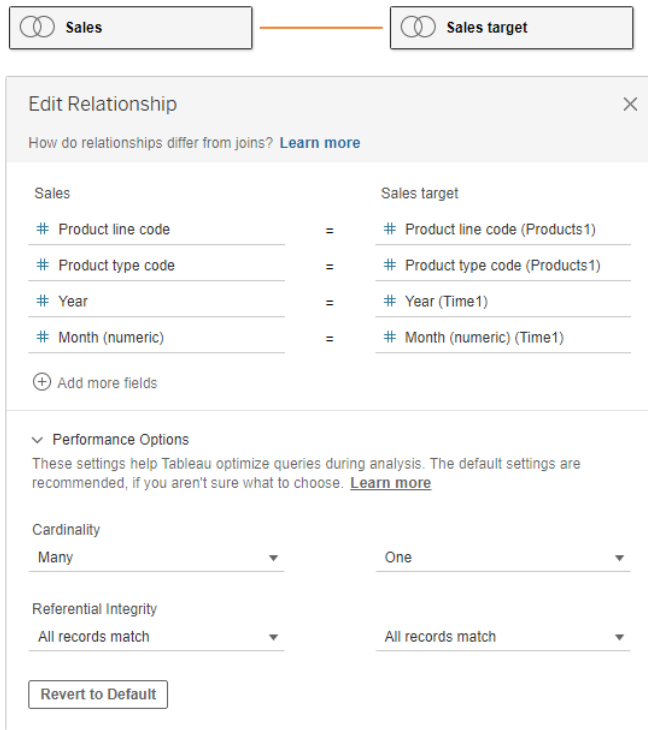 Sales Sales target
Edit Relationship
How do relationships differ from joins? Learn more
Sales Sales target
# Product line code = # Product line code (Products1)
# Product type code = # Product type code (Products1)
# Year = # Year (Time1)
# Month (numeric) = # Month (numeric) (Time1)
Add more fields
Performance Options
These settings help Tableau optimize queries during analysis. The default settings are
recommended, if you aren't sure what to choose. Learn more
Cardinality
Many One
Referential Integrity
All records match All records match
Revert to Default